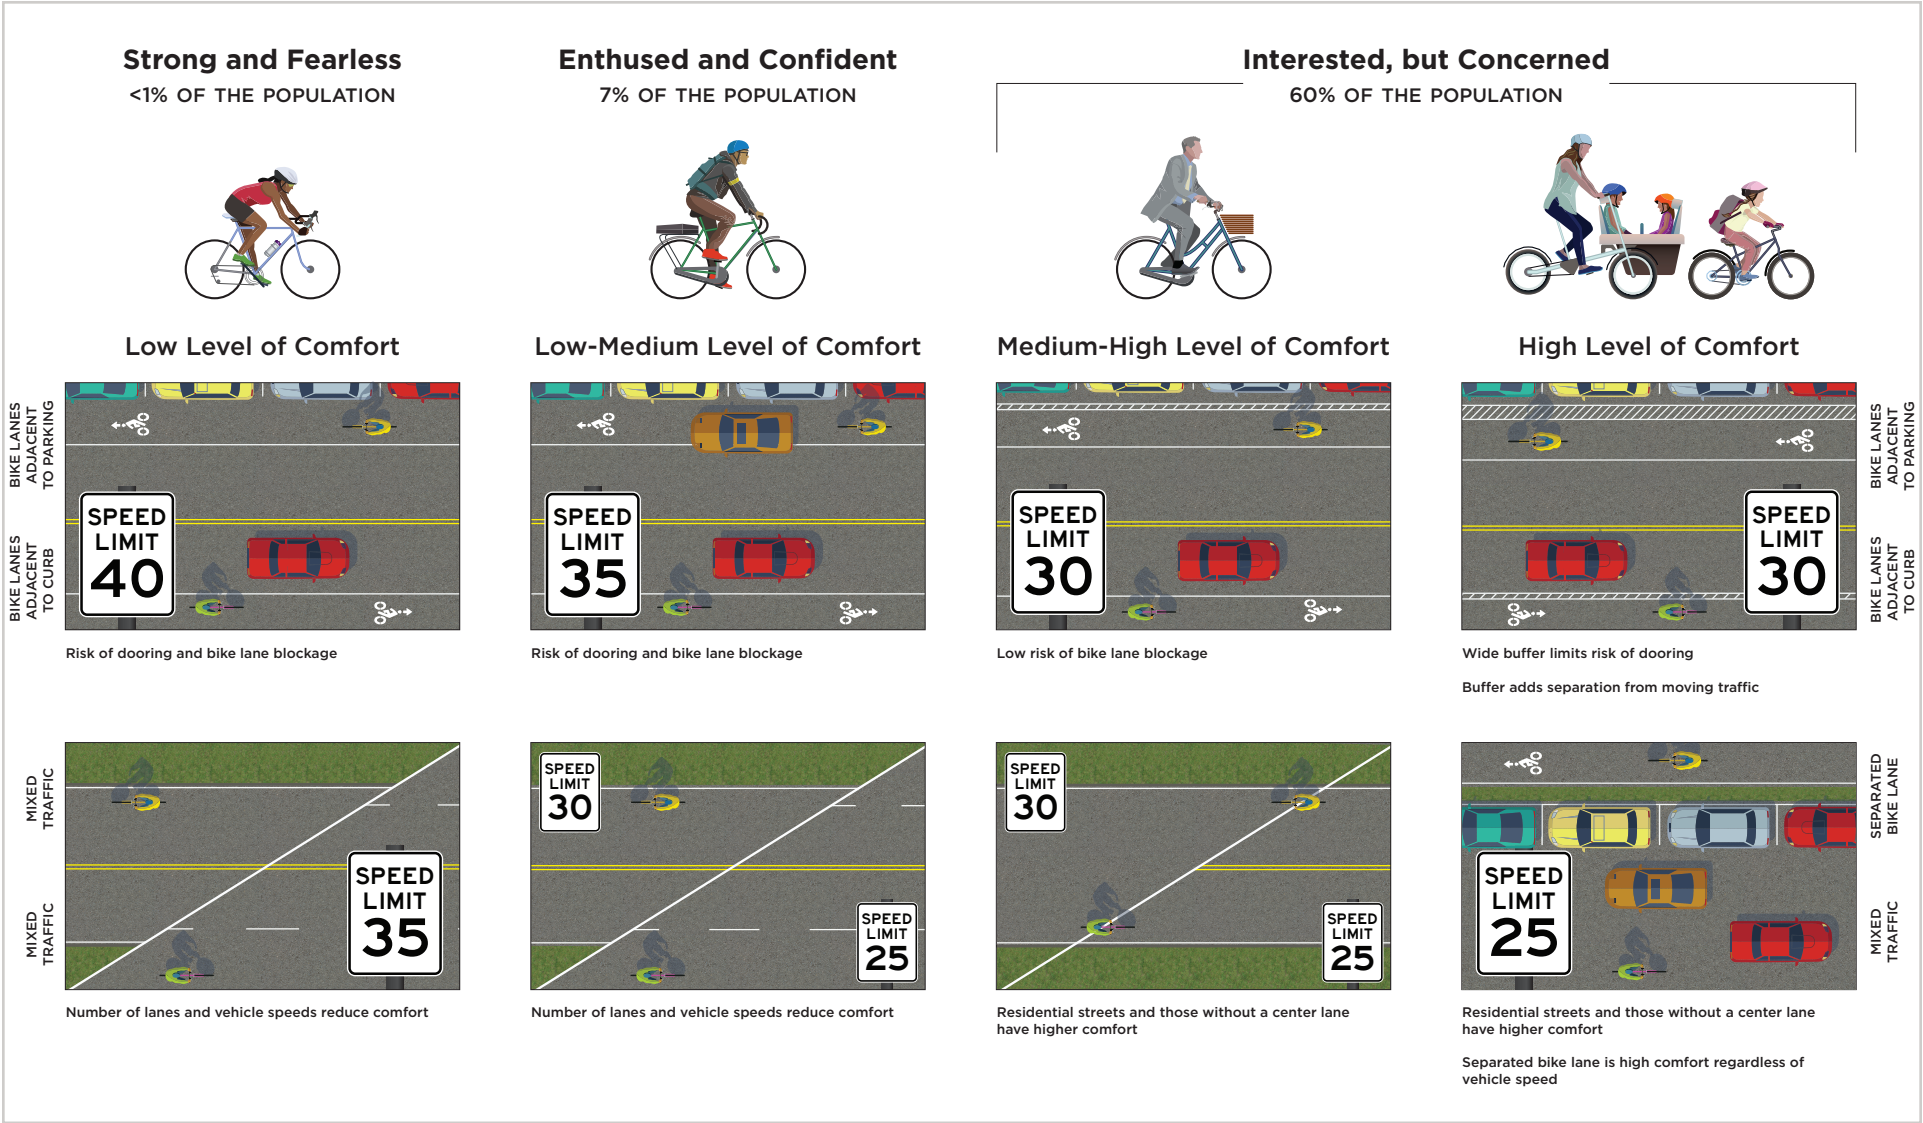 Strong and Fearless
<1% OF THE POPULATION
Enthused and Confident
7% OF THE POPULATION
Interested, but Concerned
60% OF THE POPULATION
Low Level of Comfort
Low-Medium Level of Comfort
Medium-High Level of Comfort
High Level of Comfort
BIKE LANES
ADJACENT
TO PARKING
BIKE LANES
ADJACENT
TO CURB
SPEED
LIMIT
40
SPEED
LIMIT
35
SPEED
LIMIT
30
SPEED
LIMIT
30
BIKE LANES
ADJACENT
TO PARKING
BIKE LANES
ADJACENT
TO CURB
Risk of dooring and bike lane blockage
Risk of dooring and bike lane blockage
Low risk of bike lane blockage
Wide buffer limits risk of dooring
Buffer adds separation from moving traffic
MIXED
TRAFFIC
MIXED
TRAFFIC
SPEED
LIMIT
35
SPEED
LIMIT
30
SPEED
LIMIT
25
SPEED
LIMIT
30
SPEED
LIMIT
25
SPEED
LIMIT
25
SEPARATED
BIKE LANE
MIXED
TRAFFIC
Number of lanes and vehicle speeds reduce comfort
Number of lanes and vehicle speeds reduce comfort
Residential streets and those without a center lane
have higher comfort
Residential streets and those without a center lane
have higher comfort
Separated bike lane is high comfort regardless of
vehicle speed